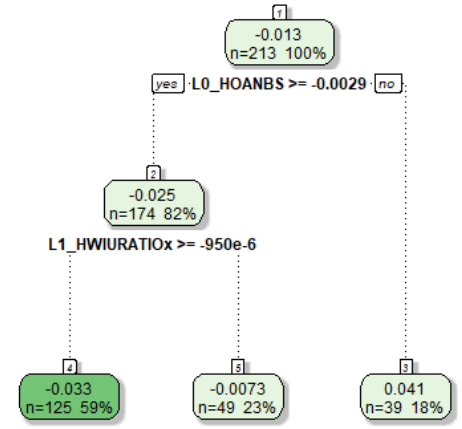 1
-0.013
n=213 100%
yes L0_HOANBS >= -0.0029 no
2
-0.025
n=174 82%
L1_HWIURATIOx >= -950e-6
4 5 3
-0.033 -0.0073 0.041
n=125 59% n=49 23% n=39 18%